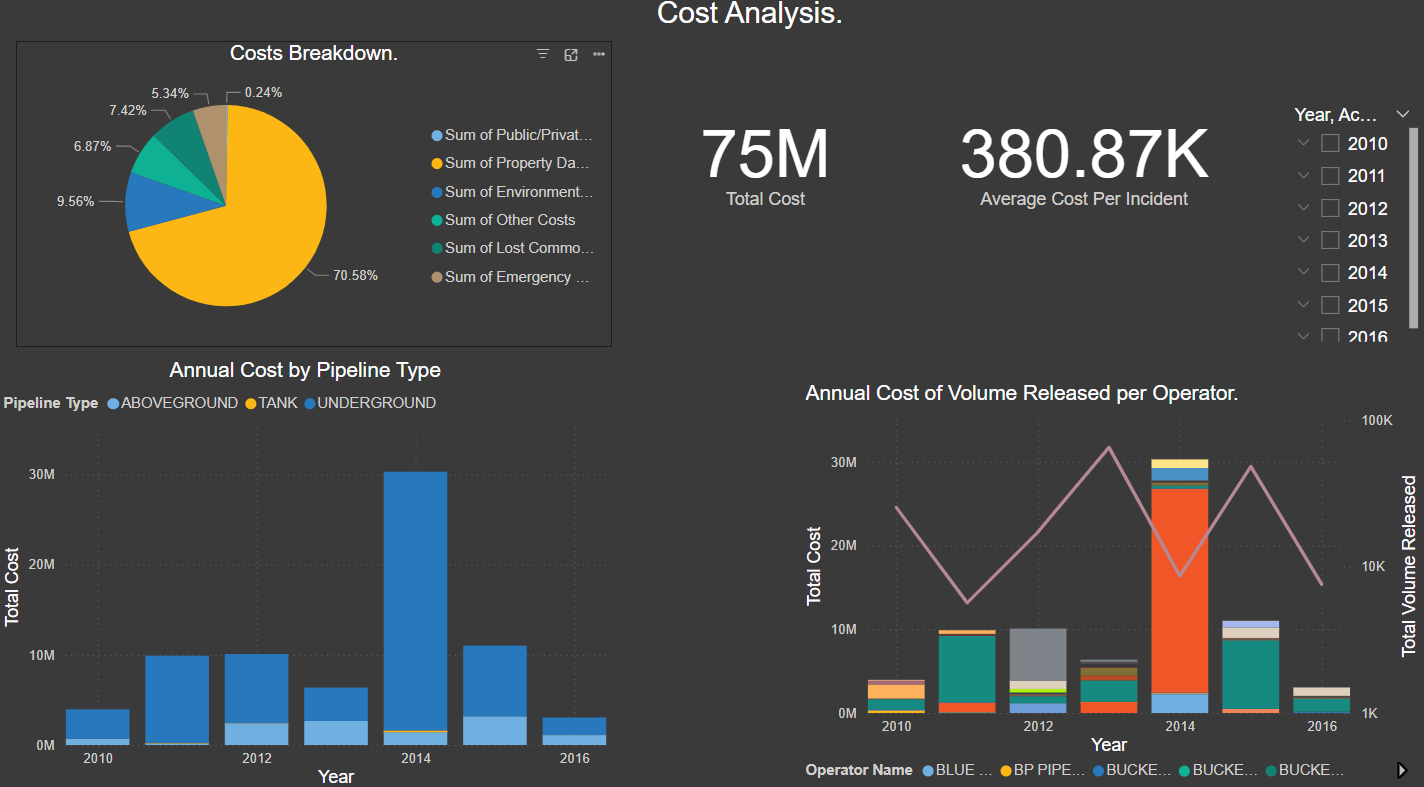 Cost Analysis.
Costs Breakdown.
5.34%
0.24%
7.42%
6.87%
9.56%
70.58%
Sum of Public/Privat...
Sum of Property Da...
Sum of Environment...
Sum of Other Costs
Sum of Lost Commo...
Sum of Emergency ...
75M
Total Cost
380.87K
Average Cost Per Incident
Year, Ac...
2010
2011
2012
2013
2014
2015
2016
Annual Cost by Pipeline Type
Pipeline Type ABOVEGROUND TANK UNDERGROUND
Total Cost
30M
20M
10M
0M
2010 2012 2014 2016
Year
Annual Cost of Volume Released per Operator.
Total Cost
30M
20M
10M
0M
100K
10K
1K
Total Volume Released
2010 2012 2014 2016
Year
Operator Name BLUE ... BP PIPE... BUCKE... BUCKE... BUCKE...